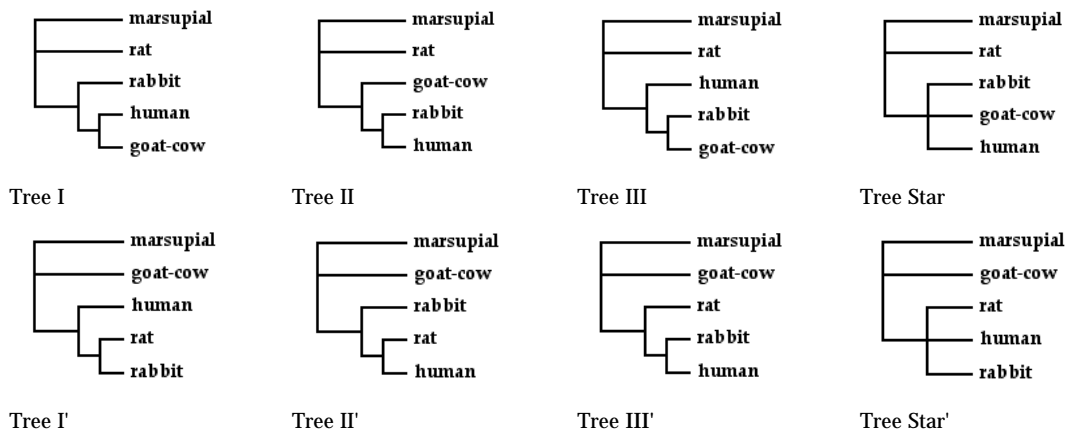 marsupial
rat
rabbit
human
goat-cow
Tree I
marsupial
rat
goat-cow
rabbit
human
Tree II
marsupial
rat
human
rabbit
goat-cow
Tree III
marsupial
rat
rabbit
goat-cow
human
Tree Star
marsupial
goat-cow
human
rat
rabbit
Tree I'
marsupial
goat-cow
rabbit
rat
human
Tree II'
marsupial
goat-cow
rat
rabbit
human
Tree III'
marsupial
goat-cow
rat
human
rabbit
Tree Star'